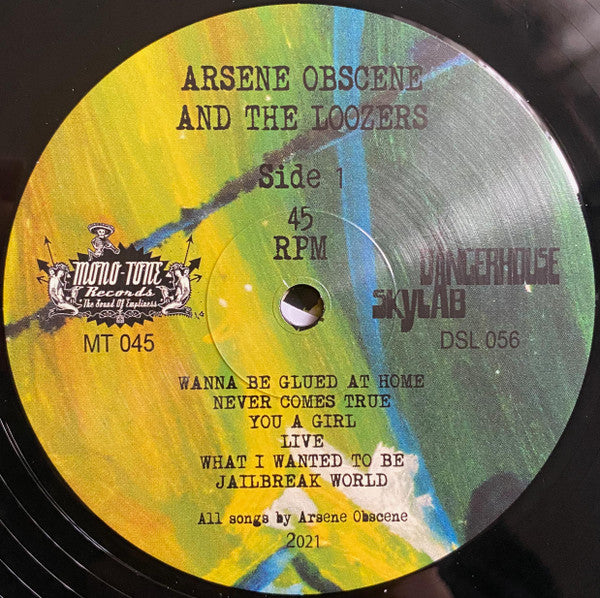 ARSENE OBSCENE
AND THE LOOZERS
Side 1
45
RPM
MONO-TONE
Records
"The Sound Of Emptiness"
MT 045
DANGERHOUSE
SKYLAB
DSL 056
WANNA BE GLUED AT HOME
NEVER COMES TRUE
YOU A GIRL
LIVE
WHAT I WANTED TO BE
JAILBREAK WORLD
All songs by Arsene Obscene
2021